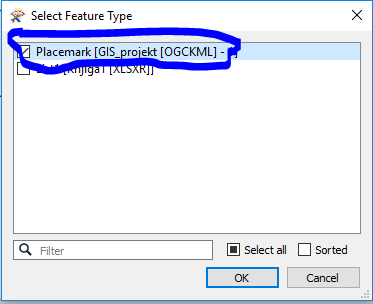 Select Feature Type
Placemark [GIS_projekt [OGCKML] -
[Knjiga1 [XLSXR]]
Filter
Select all
Sorted
OK
Cancel